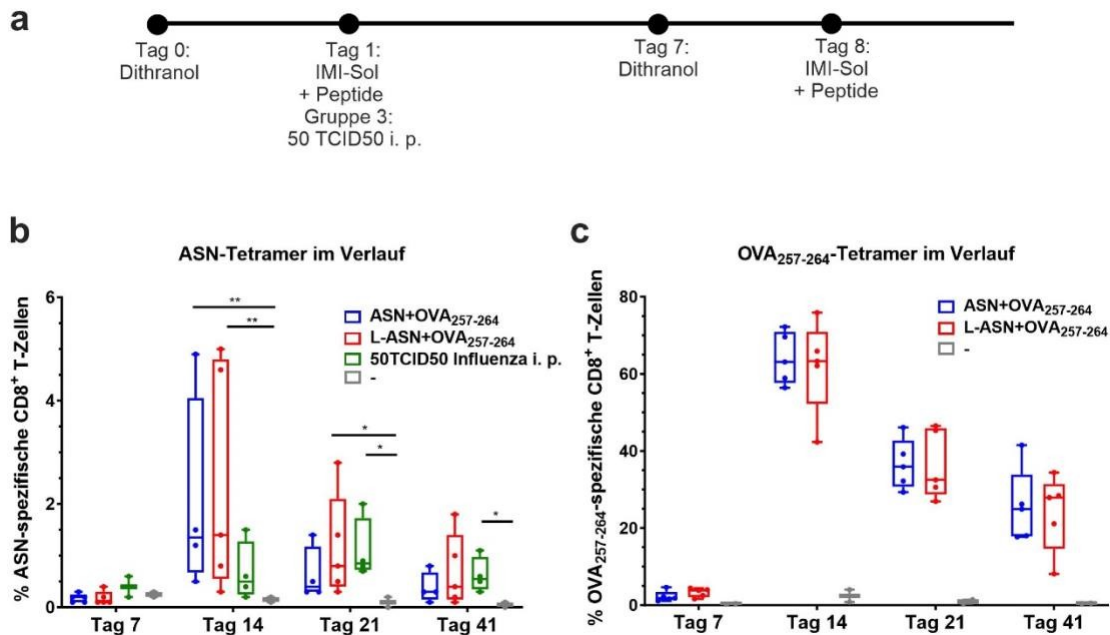 a
Tag 0:
Dithranol
Tag 1:
IMI-Sol
+ Peptide
Gruppe 3:
50 TCID50 i. p.
Tag 7:
Dithranol
Tag 8:
IMI-Sol
+ Peptide
b
ASN-Tetramer im Verlauf
% ASN-spezifische CD8⁺ T-Zellen
6
4
2
0
**
**
*
*
*
ASN+OVA₂₅₇₋₂₆₄
L-ASN+OVA₂₅₇₋₂₆₄
50TCID50 Influenza i. p.
-
Tag 7
Tag 14
Tag 21
Tag 41
c
OVA₂₅₇₋₂₆₄-Tetramer im Verlauf
% OVA₂₅₇₋₂₆₄-spezifische CD8⁺ T-Zellen
80
60
40
20
0
ASN+OVA₂₅₇₋₂₆₄
L-ASN+OVA₂₅₇₋₂₆₄
-
Tag 7
Tag 14
Tag 21
Tag 41